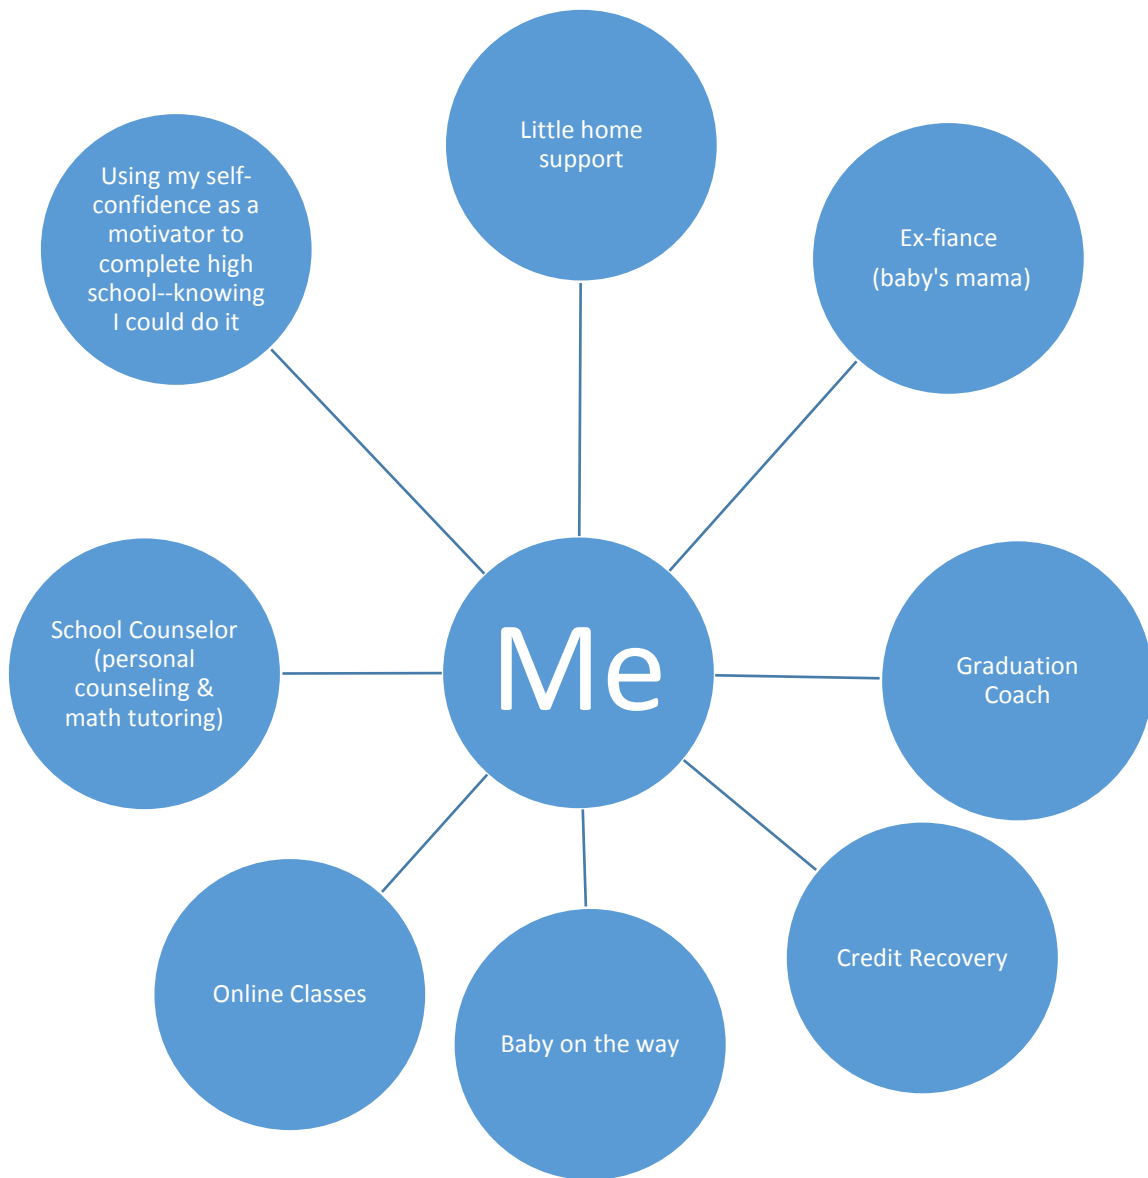 Little home
support
Using my self-
confidence as a
motivator to
complete high
school--knowing
I could do it
Ex-fiance
(baby's mama)
School Counselor
(personal
counseling &
math tutoring)
Me
Graduation
Coach
Credit Recovery
Online Classes
Baby on the way